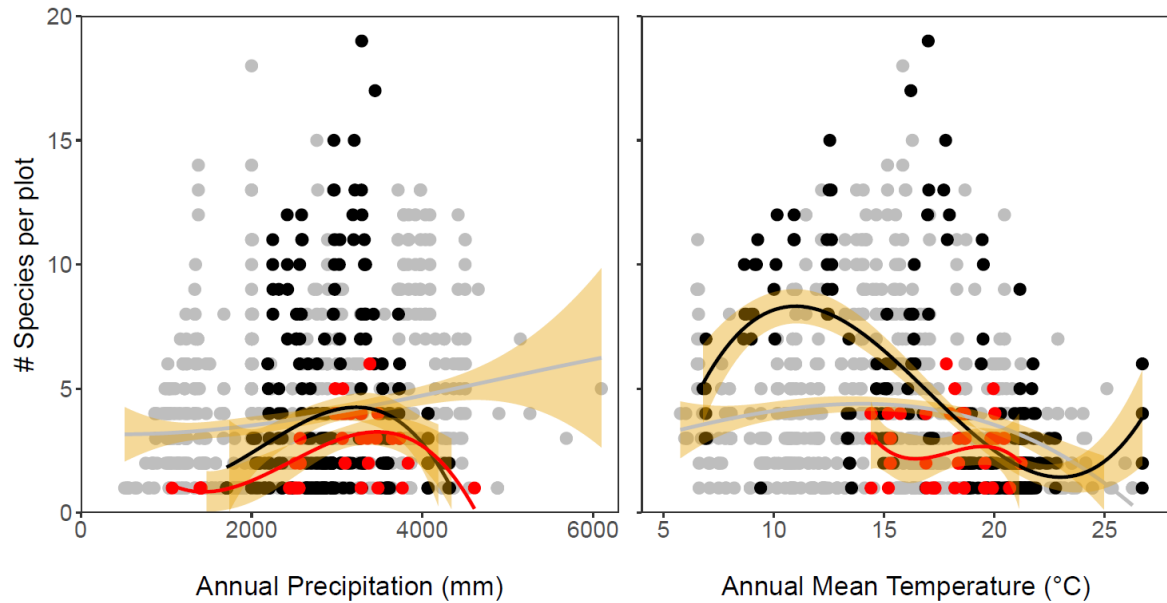 # Species per plot
20
15
10
5
0
0 2000 4000 6000
5 10 15 20 25
Annual Precipitation (mm)
Annual Mean Temperature (°C)